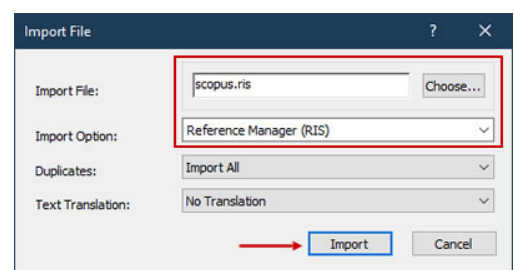 Import File
? X
Import File: scopus.ris Choose...
Import Option: Reference Manager (RIS)
Duplicates: Import All
Text Translation: No Translation
Import Cancel